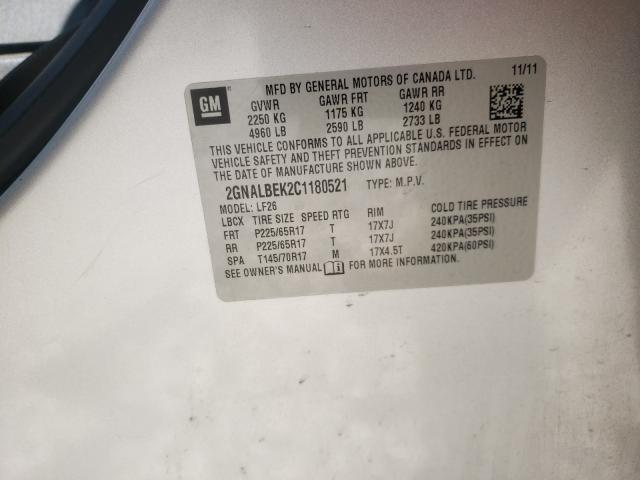 MFD BY GENERAL MOTORS OF CANADA LTD. 11/11
GM
GVWR GAWR FRT GAWR RR
2250 KG 1175 KG 1240 KG
4960 LB 2590 LB 2733 LB
THIS VEHICLE CONFORMS TO ALL APPLICABLE U.S. FEDERAL MOTOR
VEHICLE SAFETY AND THEFT PREVENTION STANDARDS IN EFFECT ON
THE DATE OF MANUFACTURE SHOWN ABOVE.
2GNALBEK2C1180521 TYPE: M.P.V.
MODEL: LF26
LBCX TIRE SIZE SPEED RTG RIM COLD TIRE PRESSURE
FRT P225/65R17 T 17X7J 240KPA(35PSI)
RR P225/65R17 T 17X7J 240KPA(35PSI)
SPA T145/70R17 M 17X4.5T 420KPA(60PSI)
SEE OWNER'S MANUAL FOR MORE INFORMATION.